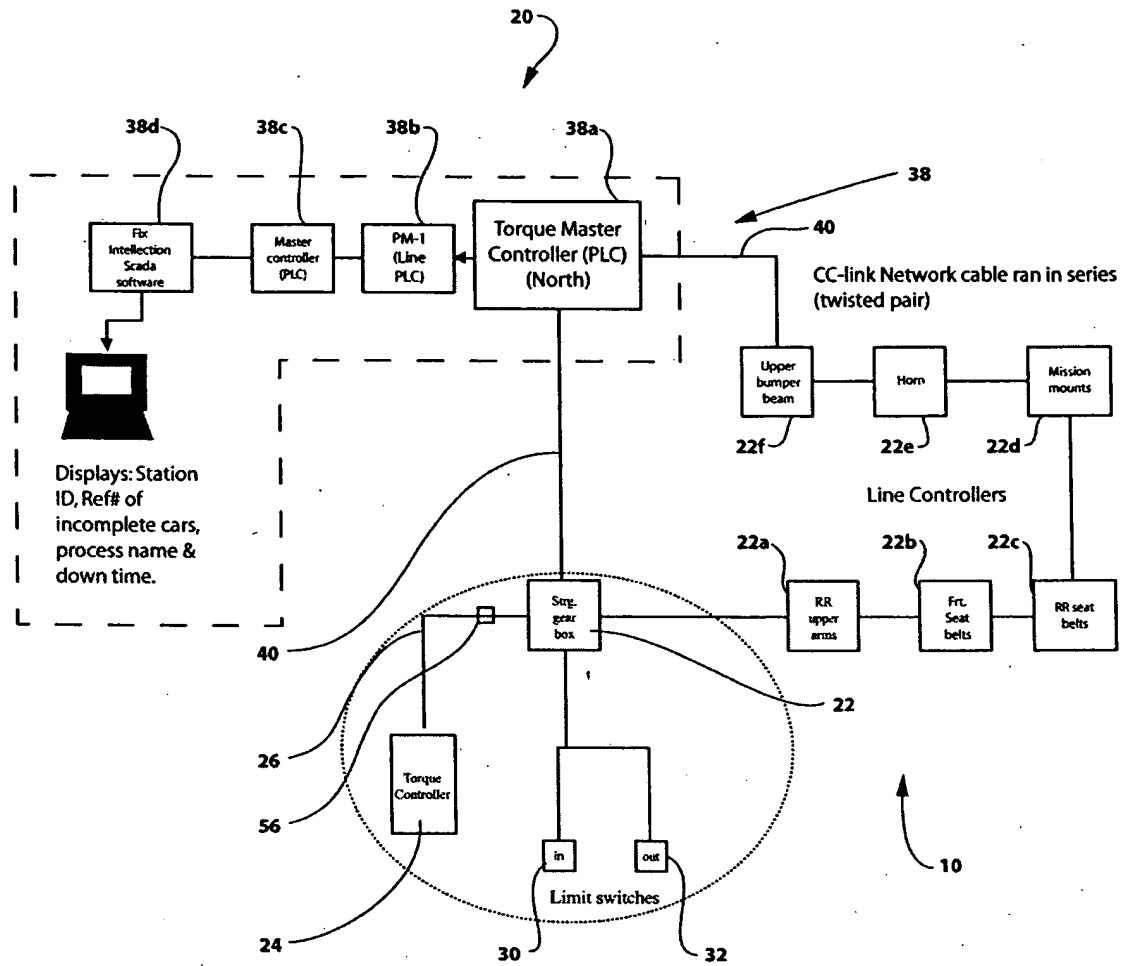 20
38d
38c
38b
38a
38
40
Fix
Intellection
Scada
software
Master
controller
(PLC)
PM-1
(Line
PLC)
Torque Master
Controller (PLC)
(North)
CC-link Network cable ran in series
(twisted pair)
Upper
bumper
beam
Horn
Mission
mounts
22f
22e
22d
Displays: Station
ID, Ref# of
incomplete cars,
process name &
down time.
Line Controllers
22a
22b
22c
Strg.
gear
box
RR
upper
arms
Frt.
Seat
belts
RR seat
belts
40
22
26
56
Torque
Controller
24
in
out
Limit switches
30
32
10